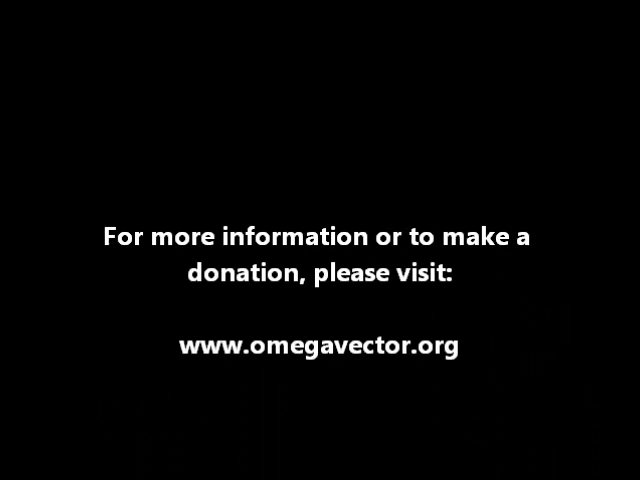 For more information or to make a
donation, please visit:
www.omegavector.org